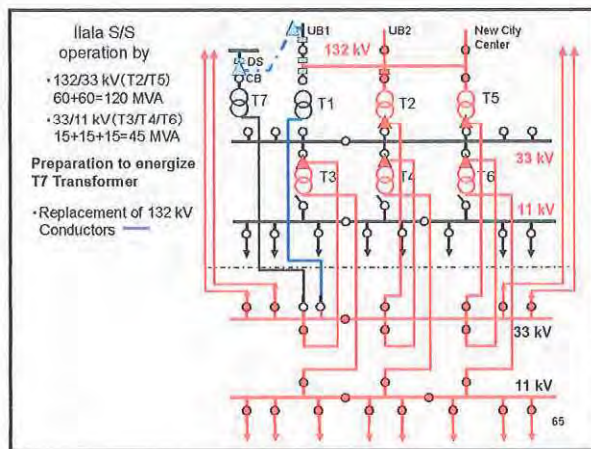 Ilala S/S
operation by
・132/33 kV(T2/T5)
60+60=120 MVA
・33/11 kV(T3/T4/T6)
15+15+15=45 MVA
Preparation to energize
T7 Transformer
・Replacement of 132 kV
Conductors
UB1
UB2
New City
Center
132 kV
DS
CB
T7
T1
T2
T5
33 kV
T3
T4
T6
11 kV
33 kV
11 kV
65